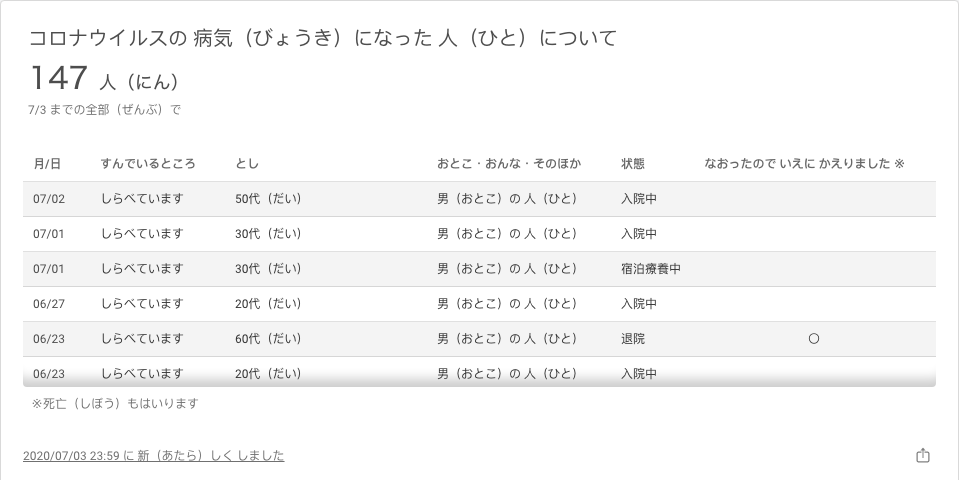 コロナウイルスの 病気（びょうき）になった 人（ひと）について
147 人（にん）
7/3 までの全部（ぜんぶ）で
月/日 すんでいるところ とし おとこ・おんな・そのほか 状態 なおったので いえに かえりました ※
07/02 しらべています 50代（だい） 男（おとこ）の 人（ひと） 入院中
07/01 しらべています 30代（だい） 男（おとこ）の 人（ひと） 入院中
07/01 しらべています 30代（だい） 男（おとこ）の 人（ひと） 宿泊療養中
06/27 しらべています 20代（だい） 男（おとこ）の 人（ひと） 入院中
06/23 しらべています 60代（だい） 男（おとこ）の 人（ひと） 退院 〇
06/23 しらべています 20代（だい） 男（おとこ）の 人（ひと） 入院中
※死亡（しぼう）もはいります
2020/07/03 23:59 に 新（あたら）しく しました